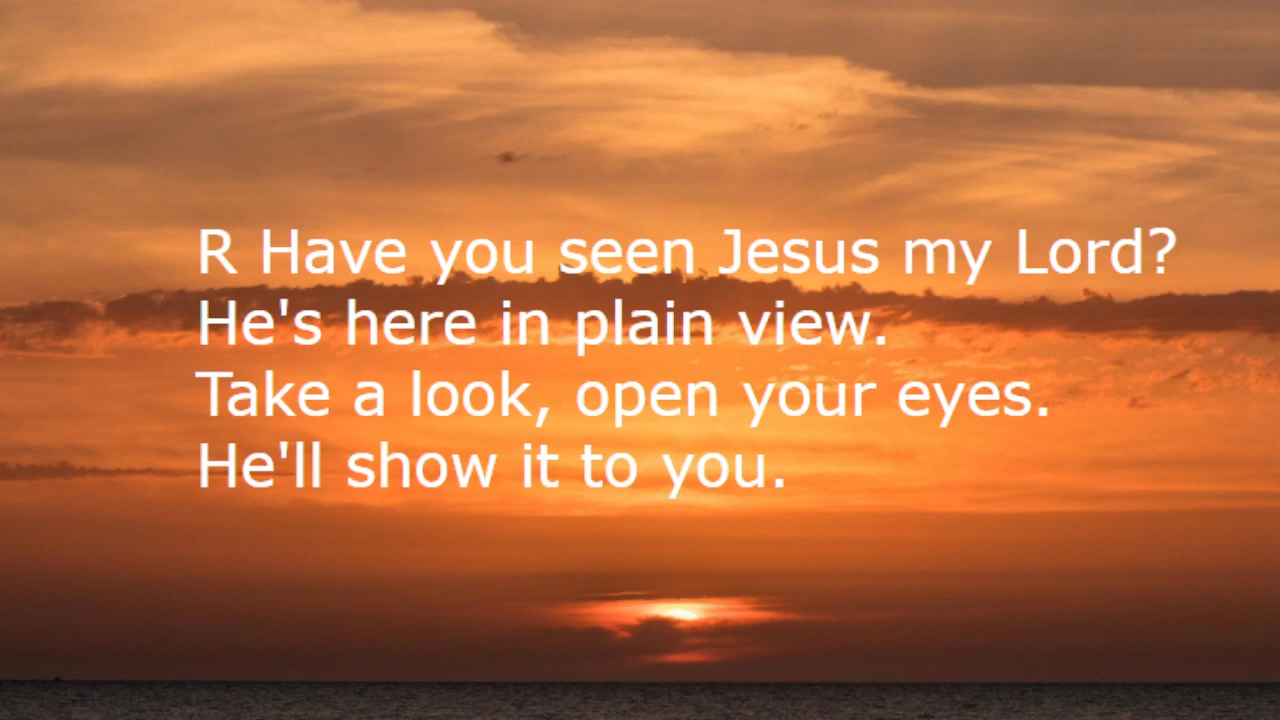 R Have you seen Jesus my Lord?
He's here in plain view.
Take a look, open your eyes.
He'll show it to you.